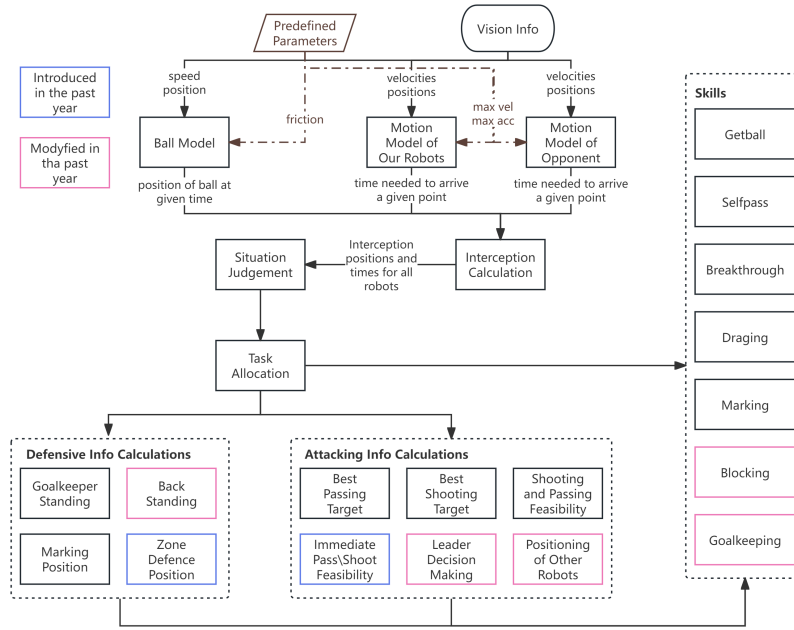 Predefined
Parameters
Vision Info
Introduced
in the past
year
Modyfied in
tha past
year
speed
position
velocities
positions
velocities
positions
friction
max vel
max acc
Ball Model
Motion
Model of
Our Robots
Motion
Model of
Opponent
position of ball at
given time
time needed to arrive
a given point
time needed to arrive
a given point
Situation
Judgement
Interception
positions and
times for all
robots
Interception
Calculation
Task
Allocation
Defensive Info Calculations
Goalkeeper
Standing
Back
Standing
Marking
Position
Zone
Defence
Position
Attacking Info Calculations
Best
Passing
Target
Best
Shooting
Target
Shooting
and Passing
Feasibility
Immediate
Pass\Shoot
Feasibility
Leader
Decision
Making
Positioning
of Other
Robots
Skills
Getball
Selfpass
Breakthrough
Draging
Marking
Blocking
Goalkeeping